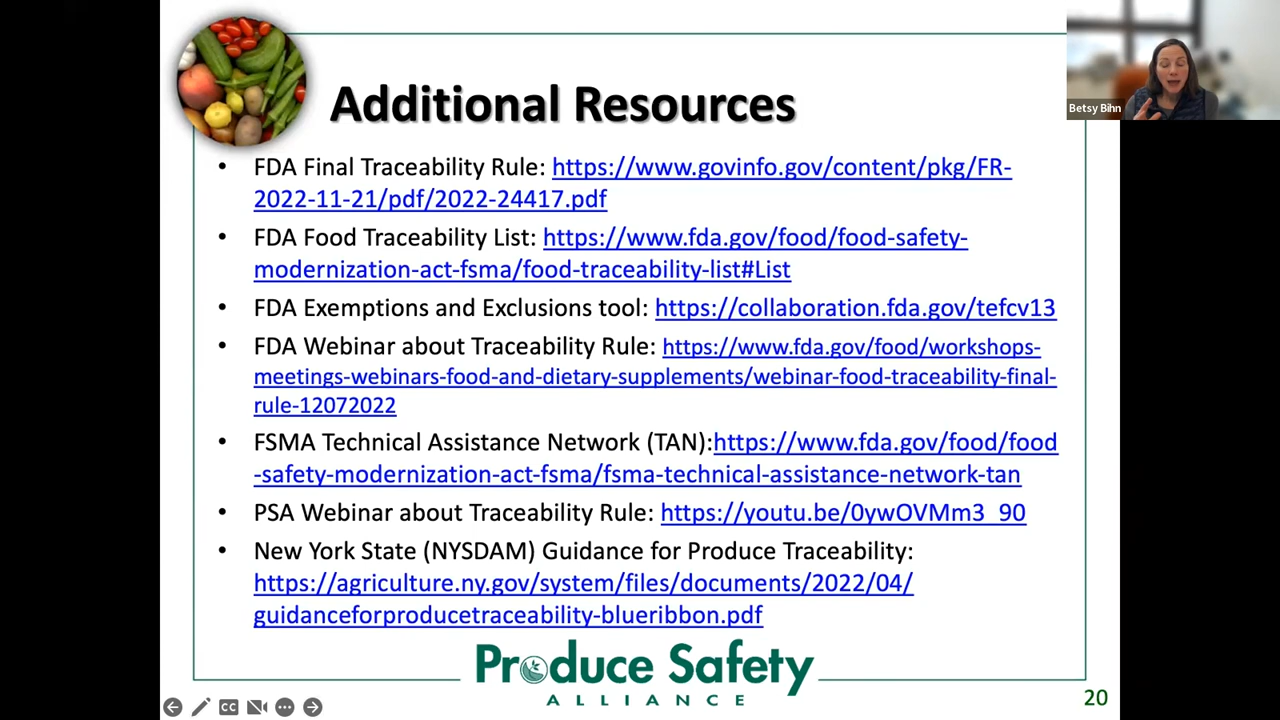 Additional Resources
Betsy Bihn
• FDA Final Traceability Rule: https://www.govinfo.gov/content/pkg/FR-
2022-11-21/pdf/2022-24417.pdf
• FDA Food Traceability List: https://www.fda.gov/food/food-safety-
modernization-act-fsma/food-traceability-list#List
• FDA Exemptions and Exclusions tool: https://collaboration.fda.gov/tefcv13
• FDA Webinar about Traceability Rule: https://www.fda.gov/food/workshops-
meetings-webinars-food-and-dietary-supplements/webinar-food-traceability-final-
rule-12072022
• FSMA Technical Assistance Network (TAN):https://www.fda.gov/food/food
-safety-modernization-act-fsma/fsma-technical-assistance-network-tan
• PSA Webinar about Traceability Rule: https://youtu.be/0ywOVMm3_90
• New York State (NYSDAM) Guidance for Produce Traceability:
https://agriculture.ny.gov/system/files/documents/2022/04/
guidanceforproducetraceability-blueribbon.pdf
Produce Safety
ALLIANCE
20
CC